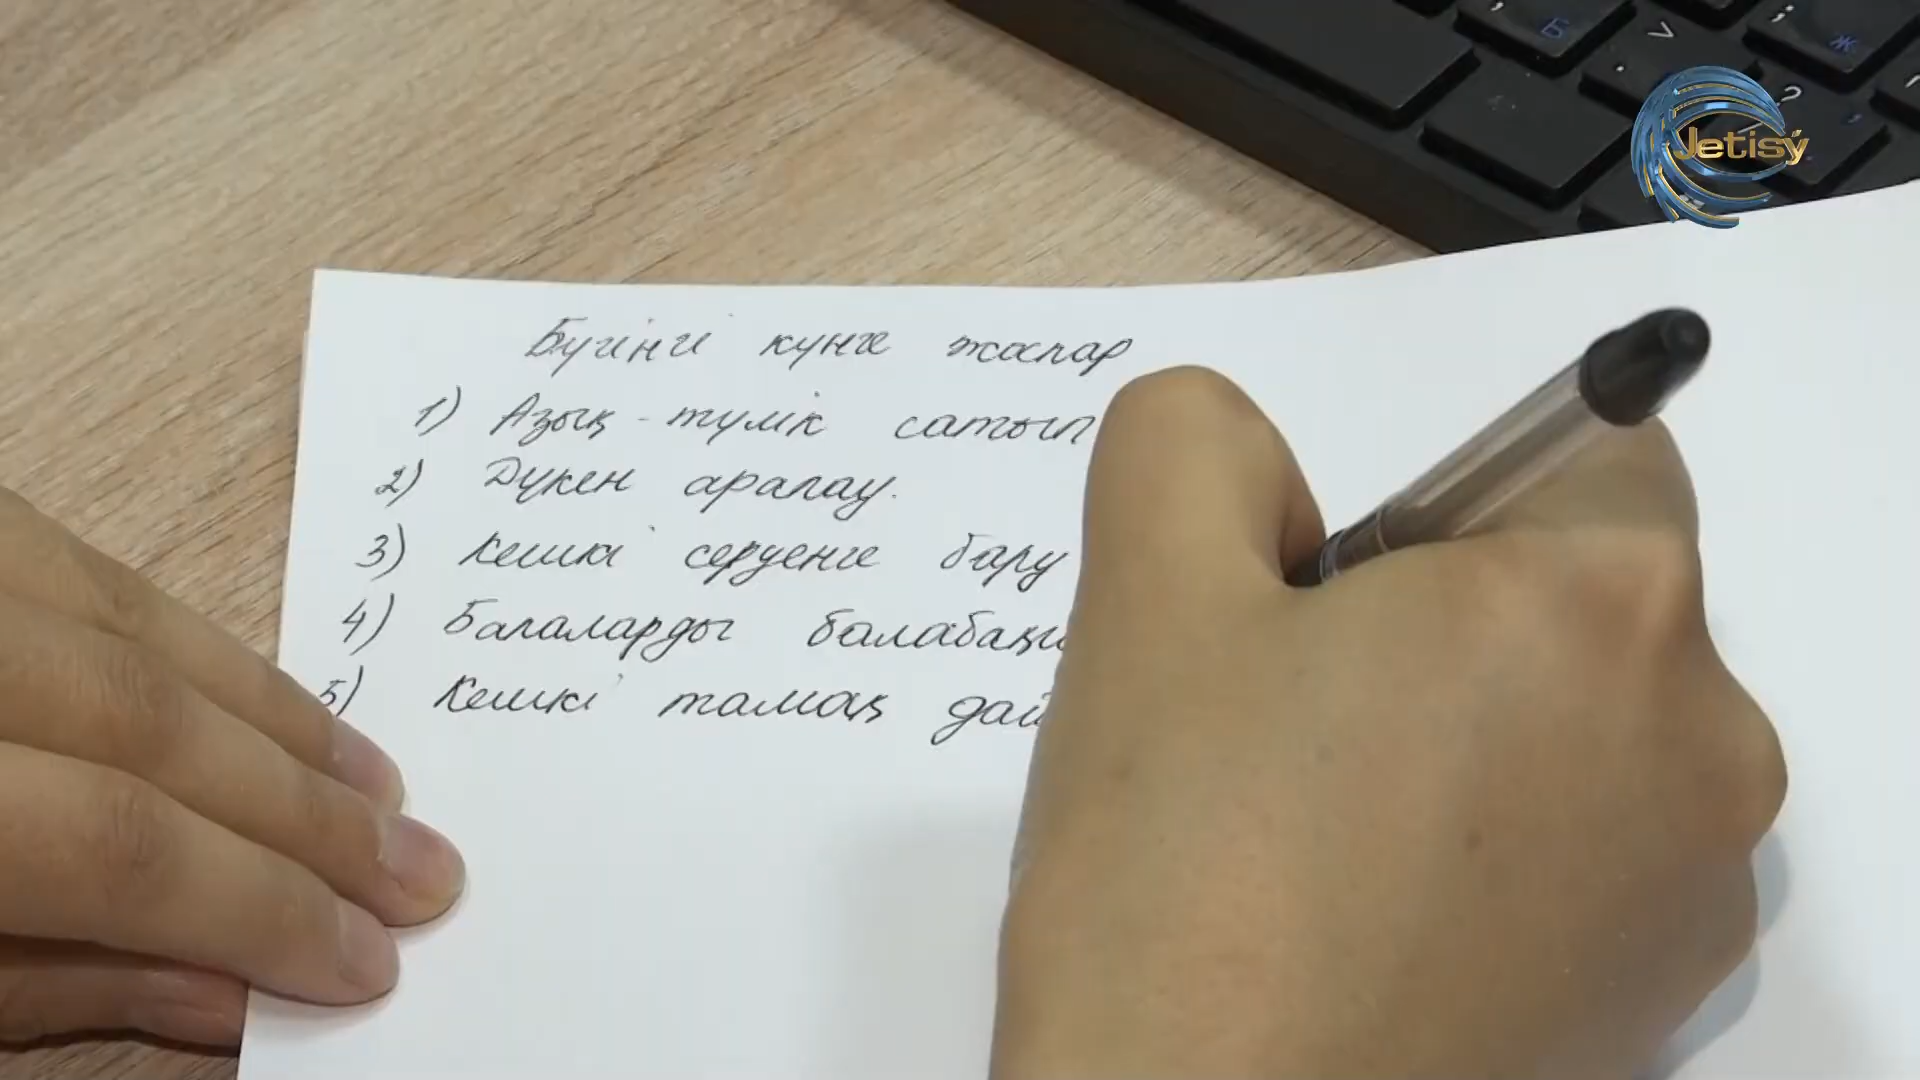 Jetisý
Бүгінгі күнге жоспар
1) Азық-түлік сатып
2) Дүкен аралау.
3) Кешкі серуенге бару
4) Балаларды балабақш
5) Кешкі тамақ дай